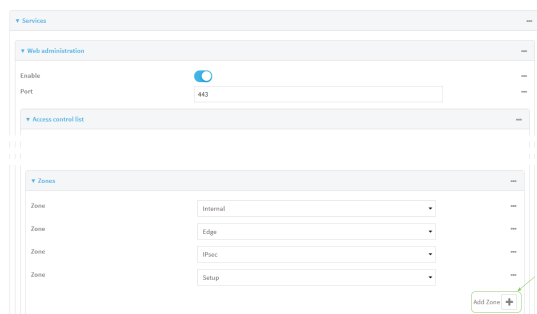 Services
Web administration
Enable
Port 443
Access control list
Zones
Zone Internal
Zone Edge
Zone IPsec
Zone Setup
Add Zone